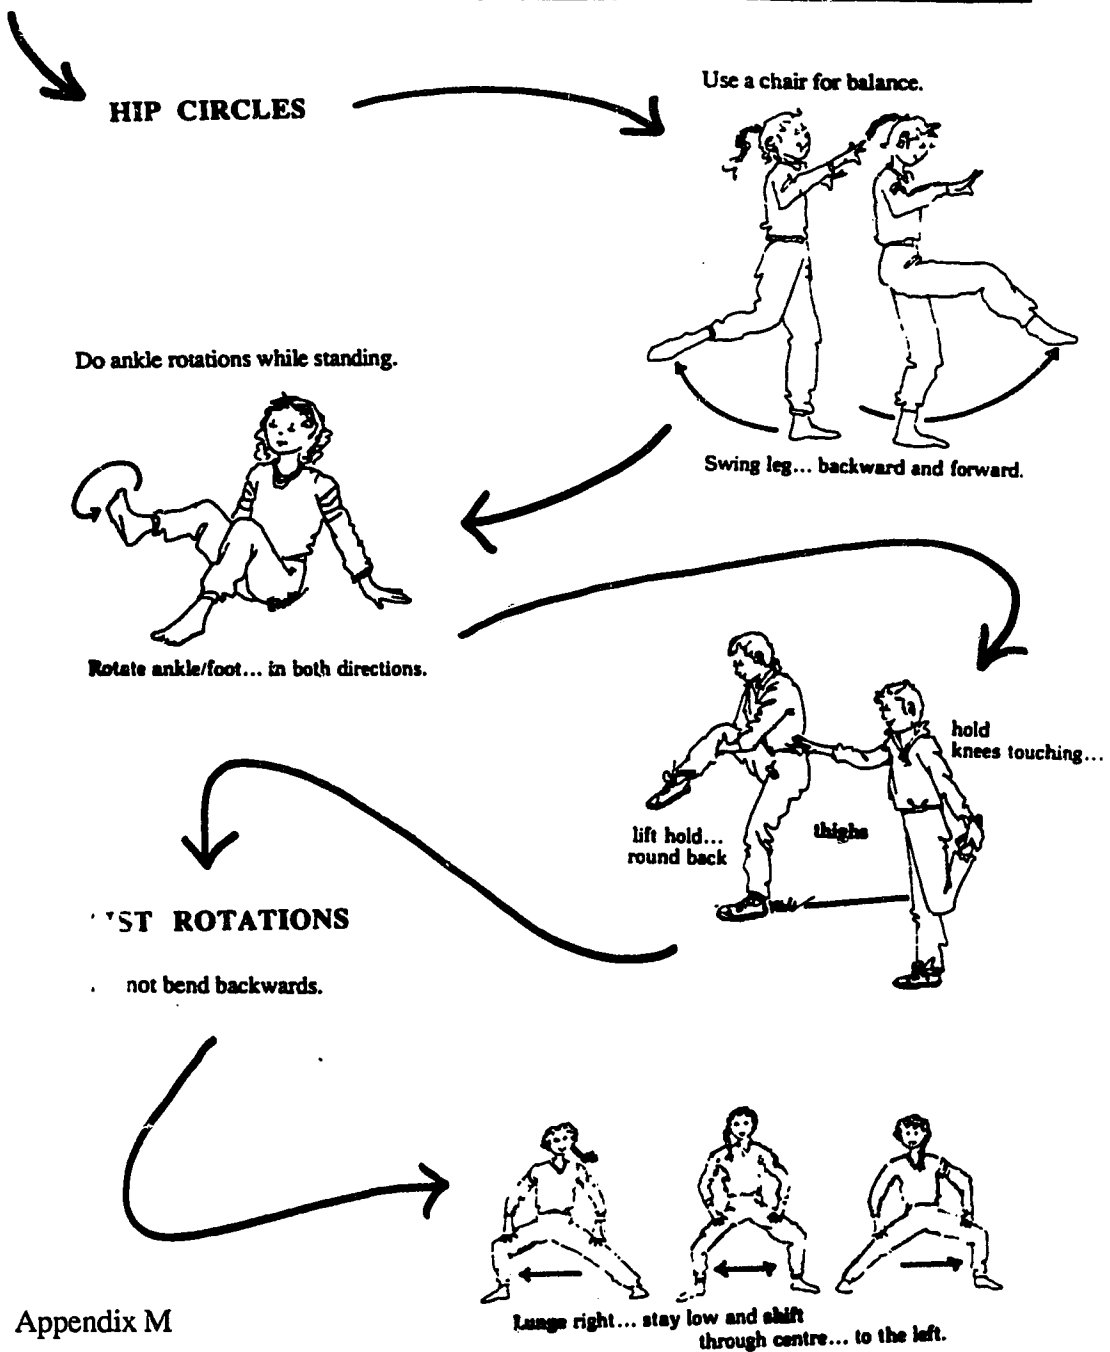 HIP CIRCLES
Use a chair for balance.
Swing leg... backward and forward.
Do ankle rotations while standing.
Rotate ankle/foot... in both directions.
hold
knees touching...
lift hold...
round back
thighs
ROTATIONS
not bend backwards.
Lunge right... stay low and shift
through centre... to the left.
Appendix M